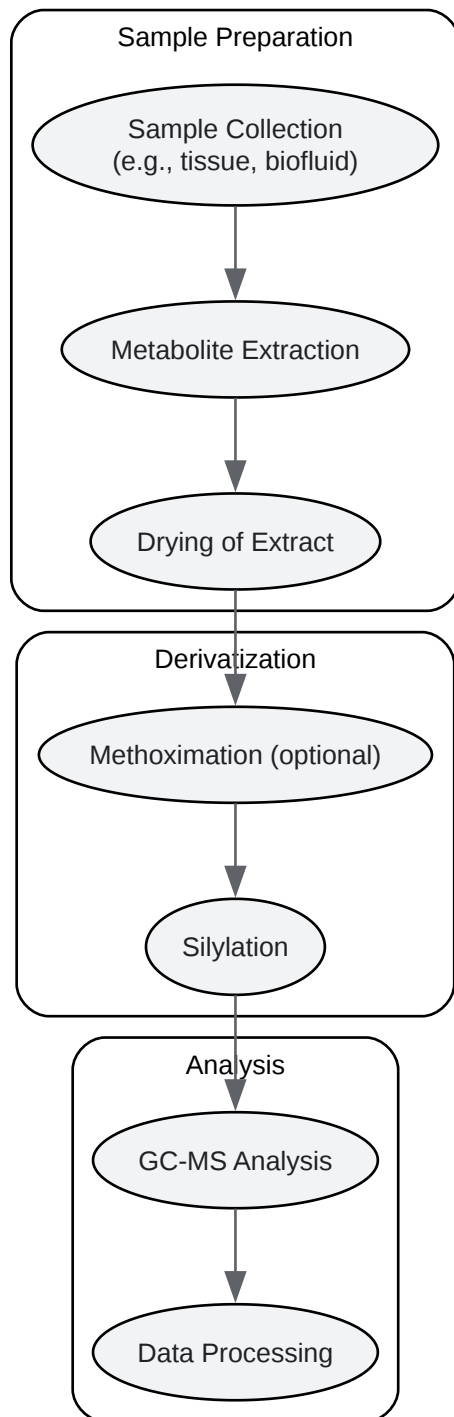 Sample Preparation
Sample Collection
(e.g., tissue, biofluid)
Metabolite Extraction
Drying of Extract
Derivatization
Methoximation (optional)
Silylation
Analysis
GC-MS Analysis
Data Processing